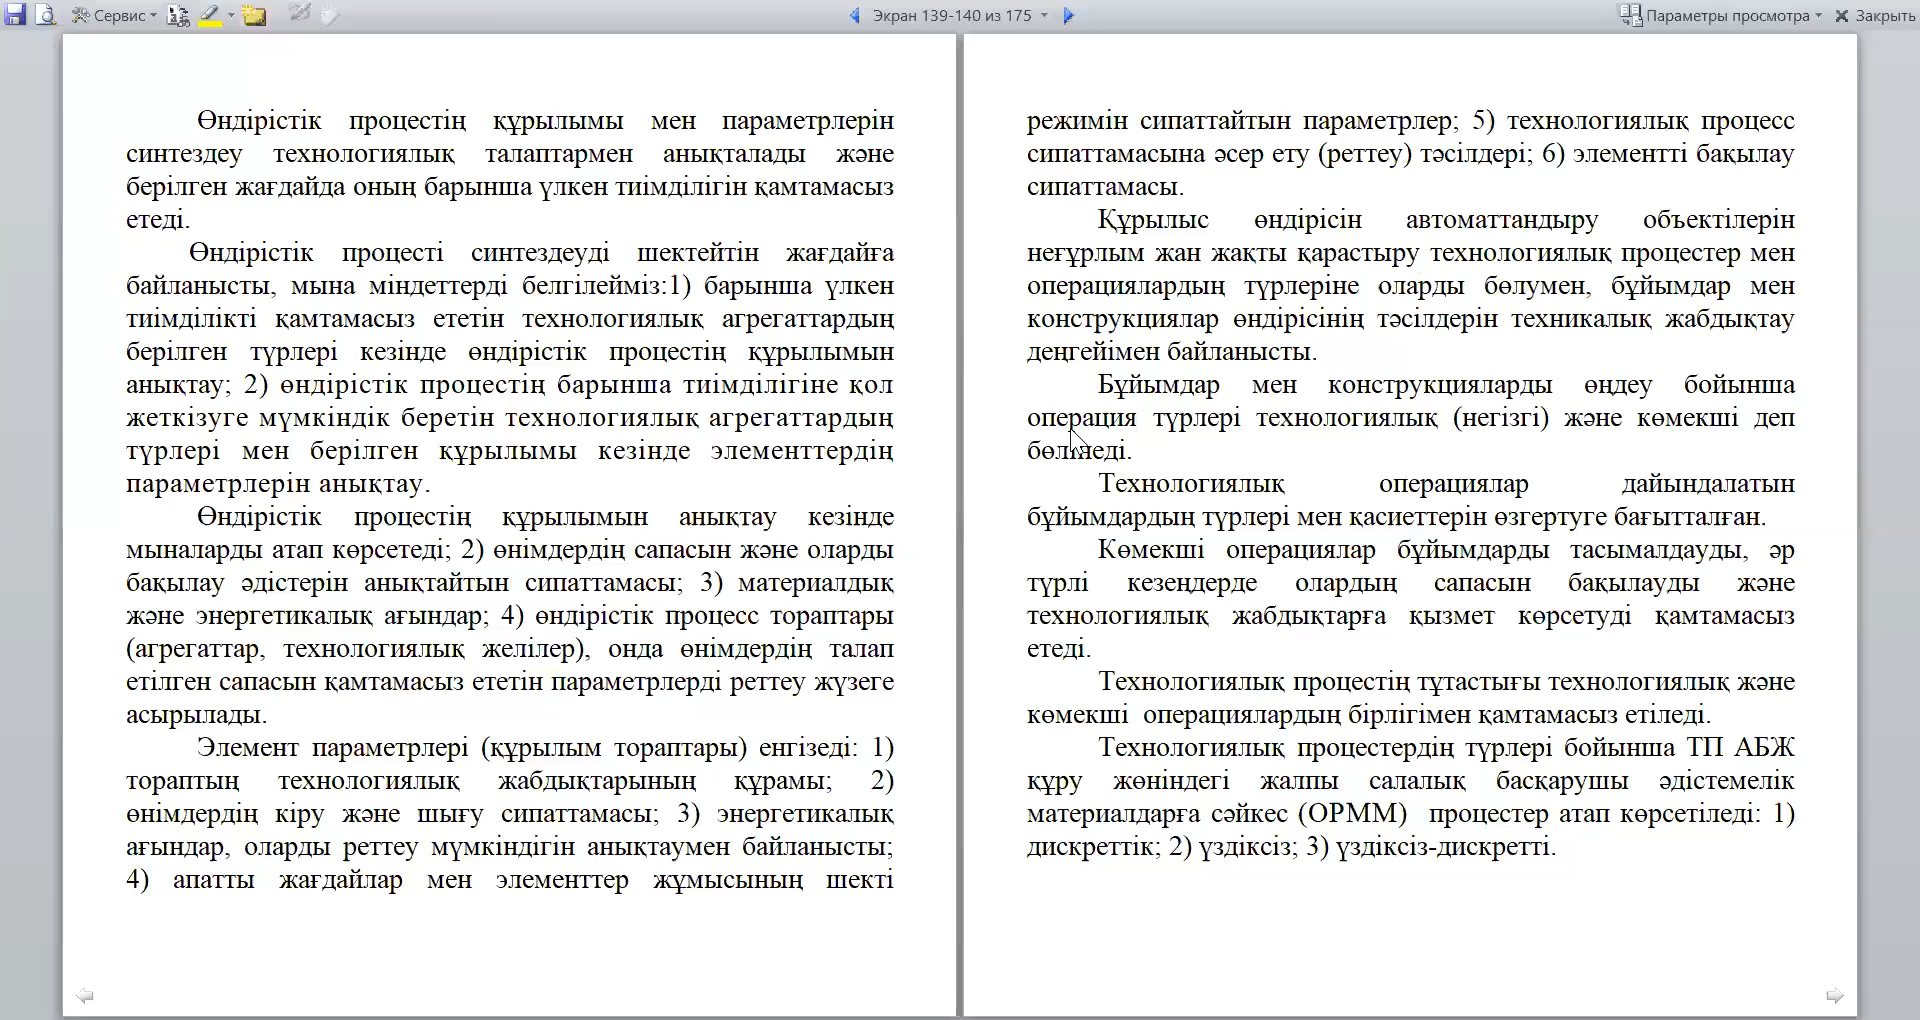 Сервис
Экран 139-140 из 175
Параметры просмотра
Закрыть
Өндірістік процестің құрылымы мен параметрлерін
синтездеу технологиялық талаптармен анықталады және
берілген жағдайда оның барынша үлкен тиімділігін қамтамасыз
етеді.
Өндірістік процесті синтездеуді шектейтін жағдайға
байланысты, мына міндеттерді белгілейміз:1) барынша үлкен
тиімділікті қамтамасыз ететін технологиялық агрегаттардың
берілген түрлері кезінде өндірістік процестің құрылымын
анықтау; 2) өндірістік процестің барынша тиімділігіне қол
жеткізуге мүмкіндік беретін технологиялық агрегаттардың
түрлері мен берілген құрылымы кезінде элементтердің
параметрлерін анықтау.
Өндірістік процестің құрылымын анықтау кезінде
мыналарды атап көрсетеді; 2) өнімдердің сапасын және оларды
бақылау әдістерін анықтайтын сипаттамасы; 3) материалдық
және энергетикалық ағындар; 4) өндірістік процесс тораптары
(агрегаттар, технологиялық желілер), онда өнімдердің талап
етілген сапасын қамтамасыз ететін параметрлерді реттеу жүзеге
асырылады.
Элемент параметрлері (құрылым тораптары) енгізеді: 1)
тораптың технологиялық жабдықтарының құрамы; 2)
өнімдердің кіру және шығу сипаттамасы; 3) энергетикалық
ағындар, оларды реттеу мүмкіндігін анықтаумен байланысты;
4) апатты жағдайлар мен элементтер жұмысының шекті
режимін сипаттайтын параметрлер; 5) технологиялық процесс
сипаттамасына әсер ету (реттеу) тәсілдері; 6) элементті бақылау
сипаттамасы.
Құрылыс өндірісін автоматтандыру объектілерін
неғұрлым жан жақты қарастыру технологиялық процестер мен
операциялардың түрлеріне оларды бөлумен, бұйымдар мен
конструкциялар өндірісінің тәсілдерін техникалық жабдықтау
деңгейімен байланысты.
Бұйымдар мен конструкцияларды өңдеу бойынша
операция түрлері технологиялық (негізгі) және көмекші деп
бөлінеді.
Технологиялық операциялар дайындалатын
бұйымдардың түрлері мен қасиеттерін өзгертуге бағытталған.
Көмекші операциялар бұйымдарды тасымалдауды, әр
түрлі кезеңдерде олардың сапасын бақылауды және
технологиялық жабдықтарға қызмет көрсетуді қамтамасыз
етеді.
Технологиялық процестің тұтастығы технологиялық және
көмекші операциялардың бірлігімен қамтамасыз етіледі.
Технологиялық процестердің түрлері бойынша ТП АБЖ
құру жөніндегі жалпы салалық басқарушы әдістемелік
материалдарға сәйкес (ОРММ) процестер атап көрсетіледі: 1)
дискреттік; 2) үздіксіз; 3) үздіксіз-дискретті.